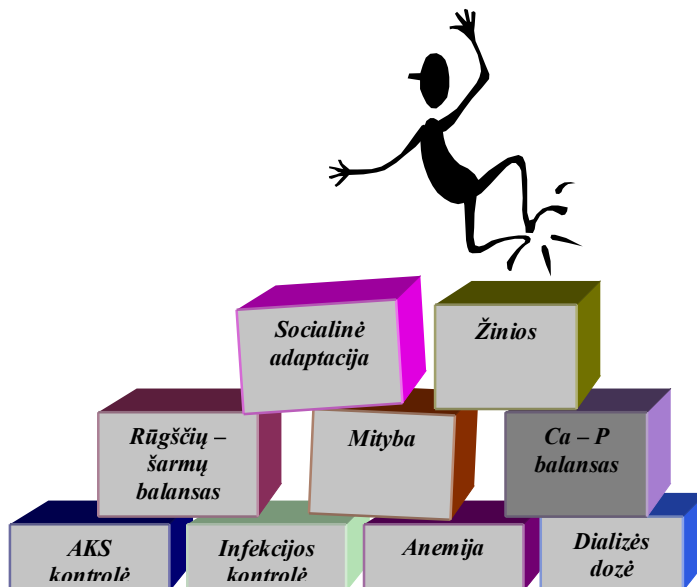 Socialinė
adaptacija
Žinios
Rūgščių –
šarmų
balansas
Mityba
Ca – P
balansas
AKS
kontrolė
Infekcijos
kontrolė
Anemija
Dializės
dozė